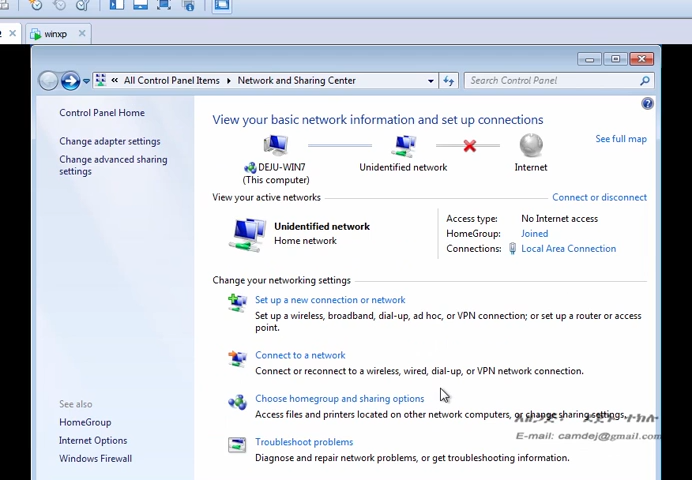 winxp
All Control Panel Items
Network and Sharing Center
Search Control Panel
Control Panel Home
Change adapter settings
Change advanced sharing
settings
See also
HomeGroup
Internet Options
Windows Firewall
View your basic network information and set up connections
See full map
DEJU-WIN7
(This computer)
Unidentified network
Internet
View your active networks
Connect or disconnect
Unidentified network
Home network
Access type: No Internet access
HomeGroup: Joined
Connections: Local Area Connection
Change your networking settings
Set up a new connection or network
Set up a wireless, broadband, dial-up, ad hoc, or VPN connection; or set up a router or access
point.
Connect to a network
Connect or reconnect to a wireless, wired, dial-up, or VPN network connection.
Choose homegroup and sharing options
Access files and printers located on other network computers, or change sharing settings.
E-mail: camdej@gmail.com
Troubleshoot problems
Diagnose and repair network problems, or get troubleshooting information.